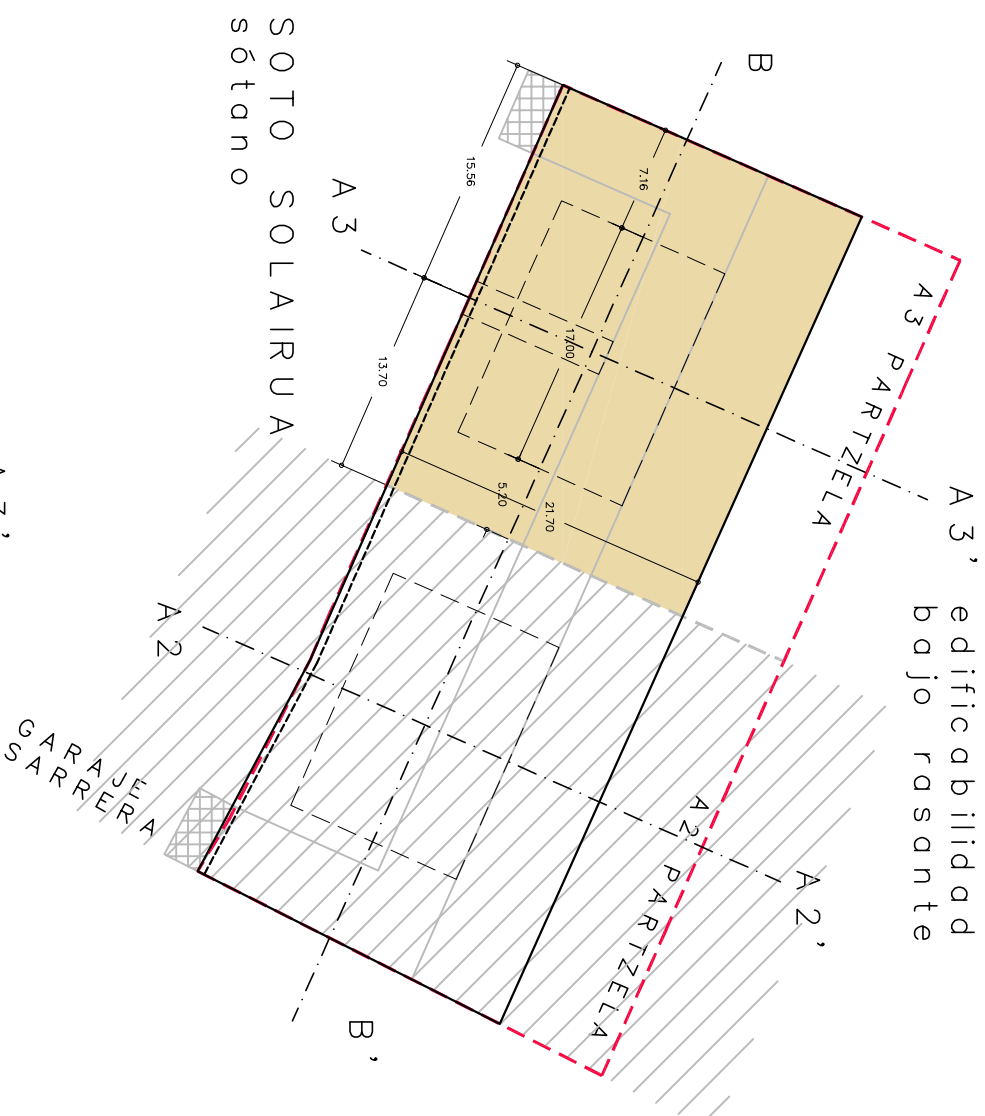 SOTO SOLAIRUA
sótano
edificabilidad
bajo rasante
B
B'
A3
A3'
A2
A2'
A3 PARTZELA
A2 PARTZELA
GARAJE
SARRERA
15.56
13.70
7.16
17.00
5.20
21.70